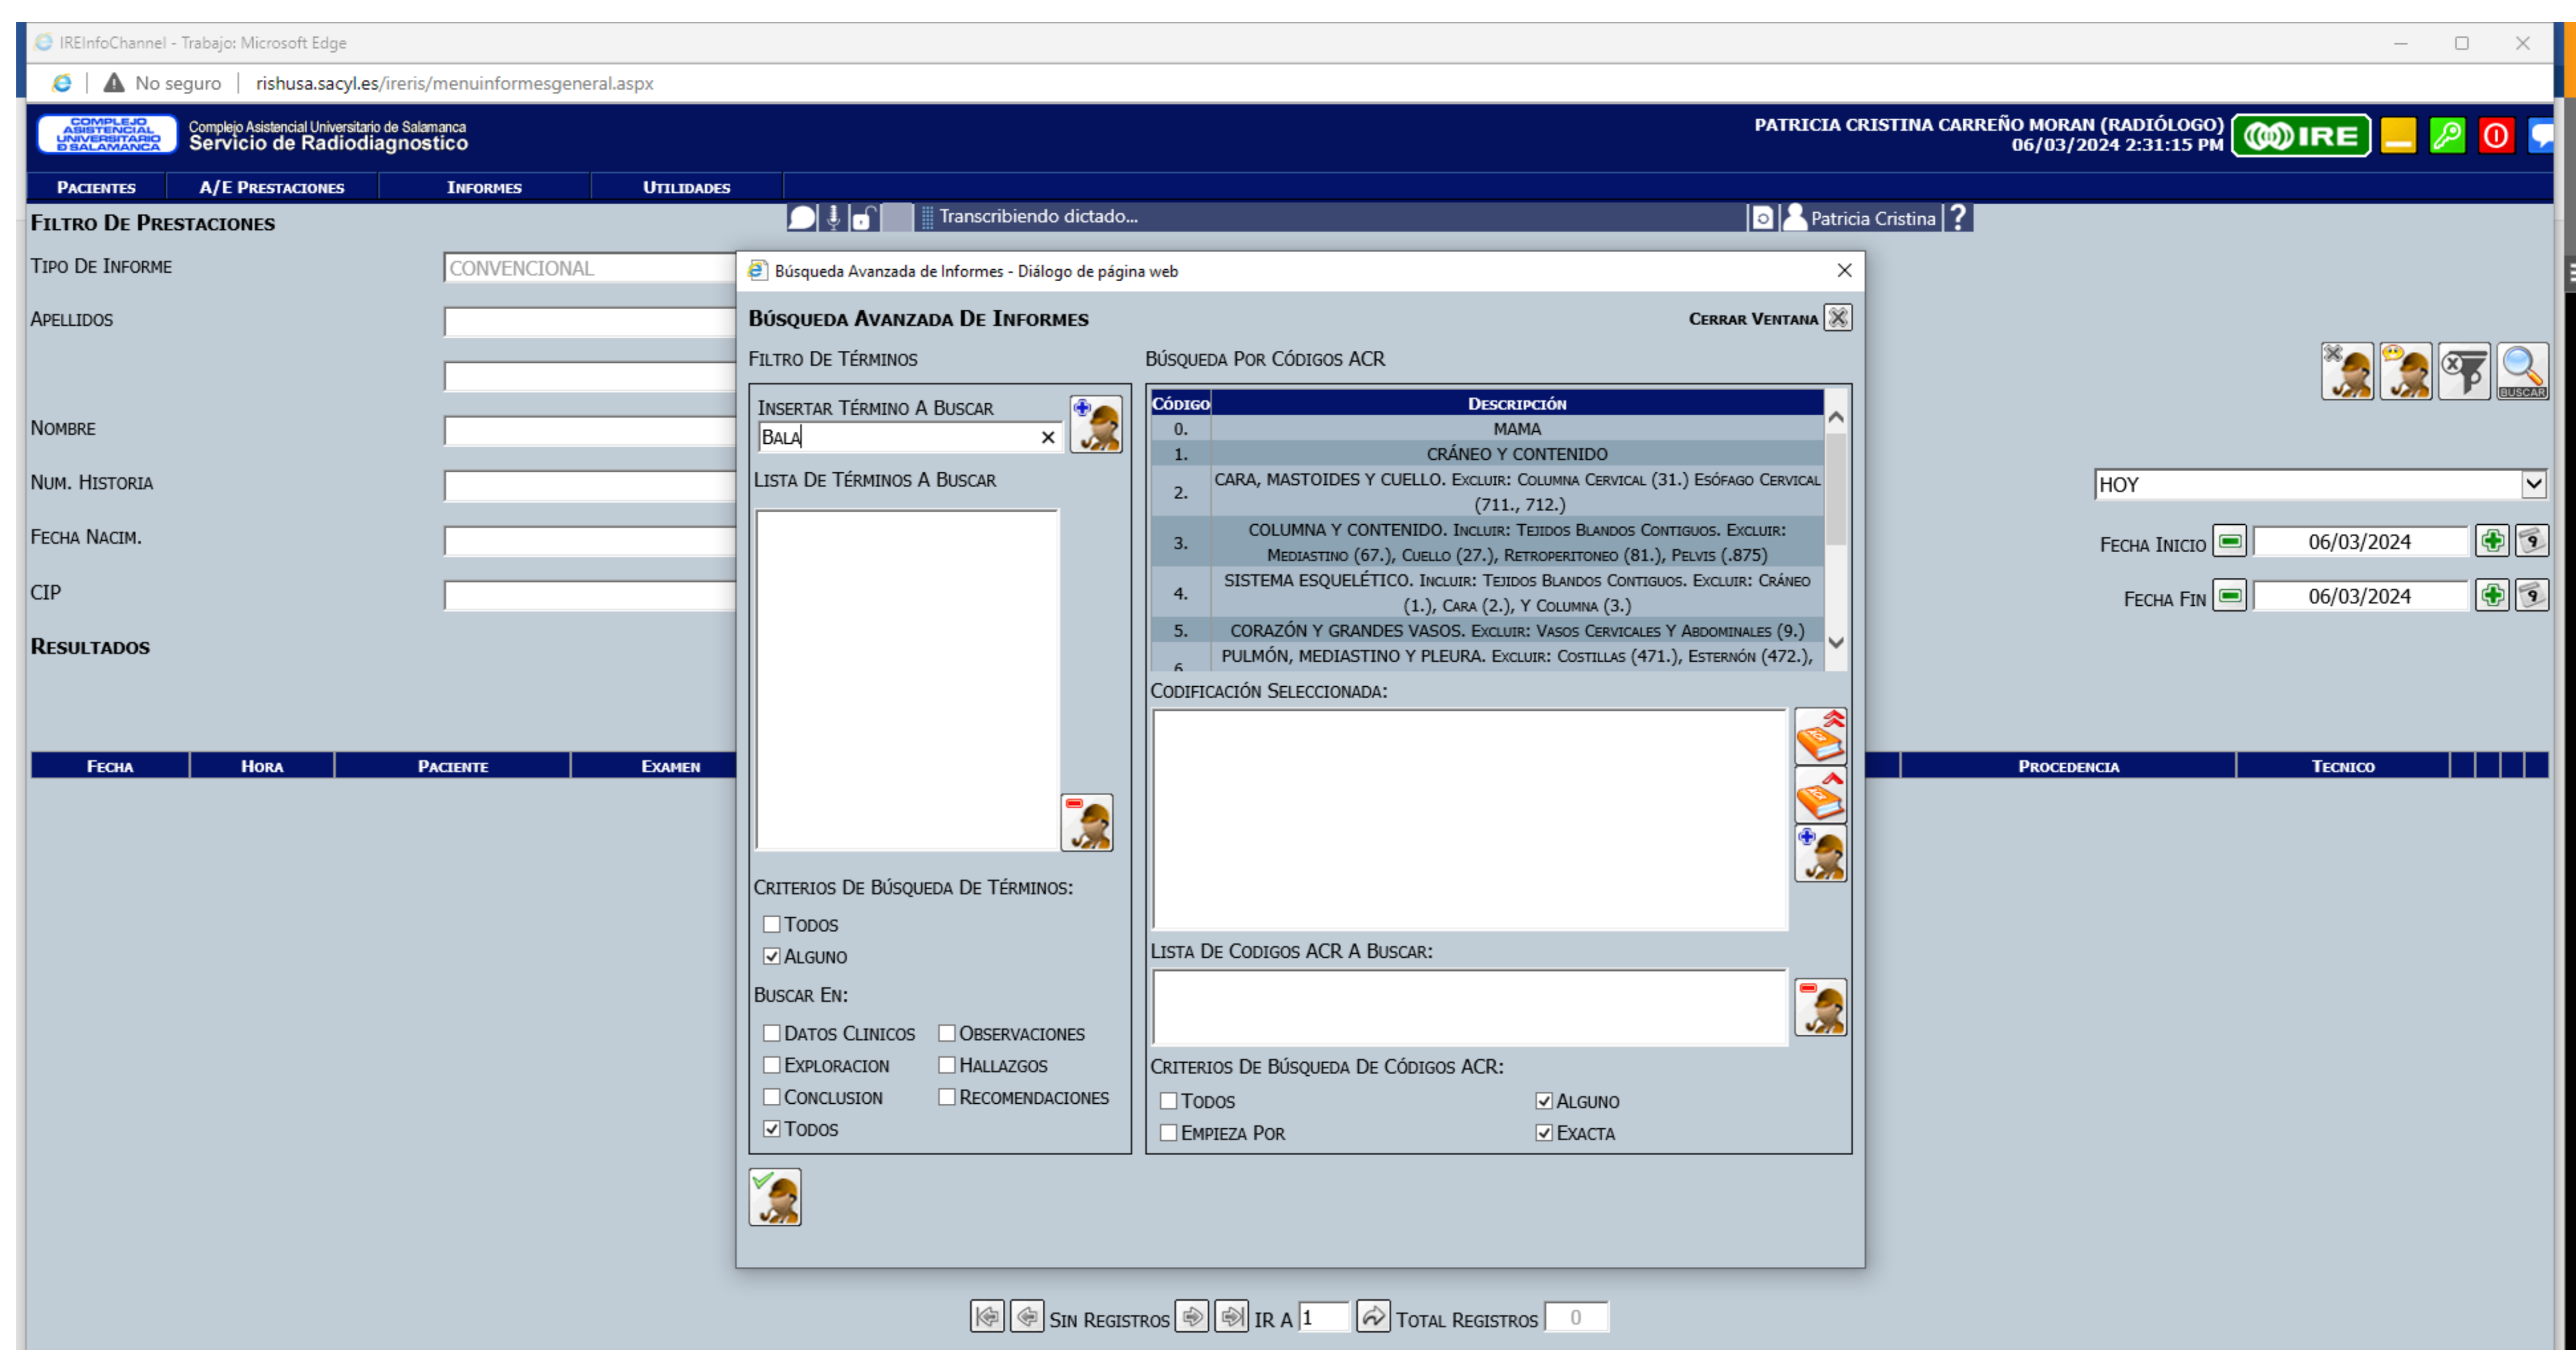 IREInfoChannel - Trabajo: Microsoft Edge
No seguro | rishusa.sacyl.es/ireris/menuinformesgeneral.aspx
COMPLEJO ASISTENCIAL UNIVERSITARIO D SALAMANCA
Complejo Asistencial Universitario de Salamanca
Servicio de Radiodiagnostico
PATRICIA CRISTINA CARREÑO MORAN (RADIÓLOGO)
06/03/2024 2:31:15 PM
IRE
PACIENTES A/E PRESTACIONES INFORMES UTILIDADES
FILTRO DE PRESTACIONES
Transcribiendo dictado...
Patricia Cristina ?
TIPO DE INFORME CONVENCIONAL
APELLIDOS
NOMBRE
NUM. HISTORIA
FECHA NACIM.
CIP
RESULTADOS
BUSCAR
HOY
FECHA INICIO 06/03/2024
FECHA FIN 06/03/2024
FECHA HORA PACIENTE EXAMEN PROCEDENCIA TECNICO
Búsqueda Avanzada de Informes - Diálogo de página web
BÚSQUEDA AVANZADA DE INFORMES
CERRAR VENTANA
FILTRO DE TÉRMINOS
INSERTAR TÉRMINO A BUSCAR
BALA
LISTA DE TÉRMINOS A BUSCAR
CRITERIOS DE BÚSQUEDA DE TÉRMINOS:
TODOS
ALGUNO
BUSCAR EN:
DATOS CLINICOS OBSERVACIONES
EXPLORACION HALLAZGOS
CONCLUSION RECOMENDACIONES
TODOS
BÚSQUEDA POR CÓDIGOS ACR
CÓDIGO DESCRIPCIÓN
0. MAMA
1. CRÁNEO Y CONTENIDO
2. CARA, MASTOIDES Y CUELLO. EXCLUIR: COLUMNA CERVICAL (31.) ESÓFAGO CERVICAL
(711., 712.)
3. COLUMNA Y CONTENIDO. INCLUIR: TEJIDOS BLANDOS CONTIGUOS. EXCLUIR:
MEDIASTINO (67.), CUELLO (27.), RETROPERITONEO (81.), PELVIS (.875)
4. SISTEMA ESQUELÉTICO. INCLUIR: TEJIDOS BLANDOS CONTIGUOS. EXCLUIR: CRÁNEO
(1.), CARA (2.), Y COLUMNA (3.)
5. CORAZÓN Y GRANDES VASOS. EXCLUIR: VASOS CERVICALES Y ABDOMINALES (9.)
6. PULMÓN, MEDIASTINO Y PLEURA. EXCLUIR: COSTILLAS (471.), ESTERNÓN (472.),
CODIFICACIÓN SELECCIONADA:
LISTA DE CODIGOS ACR A BUSCAR:
CRITERIOS DE BÚSQUEDA DE CÓDIGOS ACR:
TODOS ALGUNO
EMPIEZA POR EXACTA
SIN REGISTROS IR A 1 TOTAL REGISTROS 0